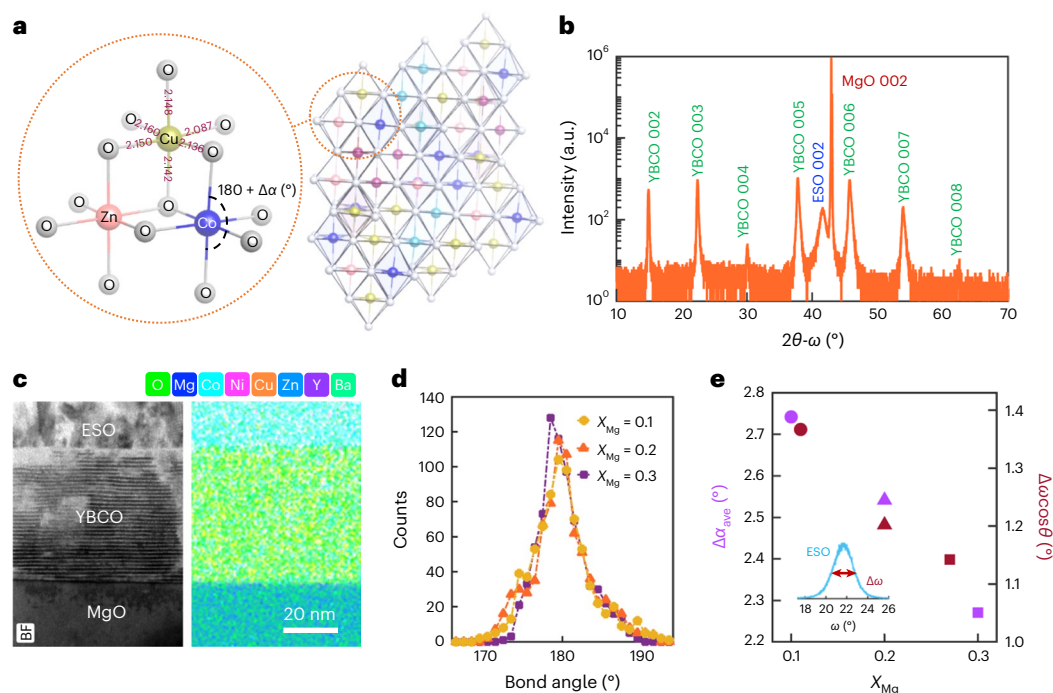 a
O
2.148
O
2.160
2.087
O
Cu
2.150
2.136
O
O
2.142
180 + Δα (°)
O
Zn
O
Co
O
O
O
O
O
O
b
Intensity (a.u.)
10⁶
10⁴
10²
10⁰
YBCO 002
YBCO 003
YBCO 004
YBCO 005
ESO 002
MgO 002
YBCO 006
YBCO 007
YBCO 008
10 20 30 40 50 60 70
2θ-ω (°)
c
O Mg Co Ni Cu Zn Y Ba
ESO
YBCO
MgO
BF
20 nm
d
Counts
140
120
100
80
60
40
20
0
X_Mg = 0.1
X_Mg = 0.2
X_Mg = 0.3
170 180 190
Bond angle (°)
e
Δα_ave (°)
2.8
2.7
2.6
2.5
2.4
2.3
2.2
ESO
Δω
18 20 22 24 26
ω (°)
0.1 0.2 0.3
X_Mg
1.4
1.3
1.2
1.1
1.0
Δωcosθ (°)